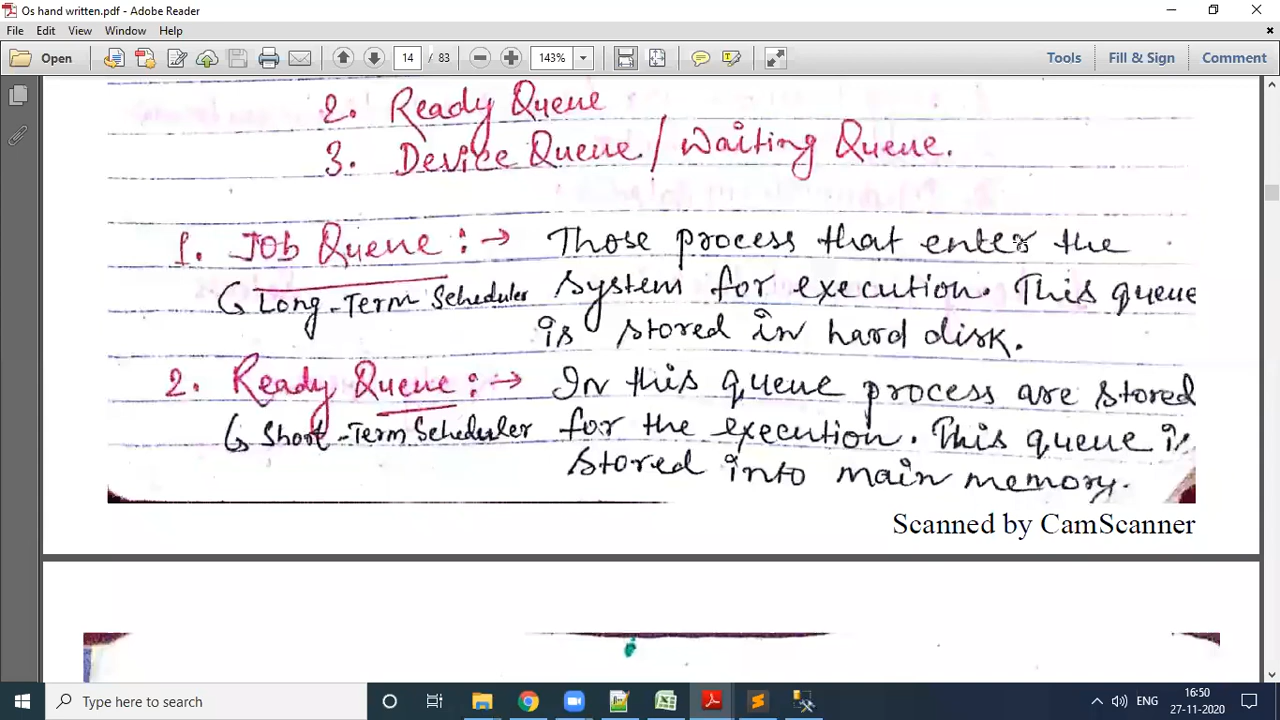 Os hand written.pdf - Adobe Reader
File Edit View Window Help
Open 14 / 83 143% Tools Fill & Sign Comment
2. Ready Queue
3. Device Queue / Waiting Queue.
1. Job Queue :→ Those process that enter the
Long-Term Scheduler system for execution. This queue
is stored in hard disk.
2. Ready Queue :→ In this queue process are stored
Short-Term Scheduler for the execution. This queue is
stored into main memory.
Scanned by CamScanner
Type here to search
ENG
16:50
27-11-2020